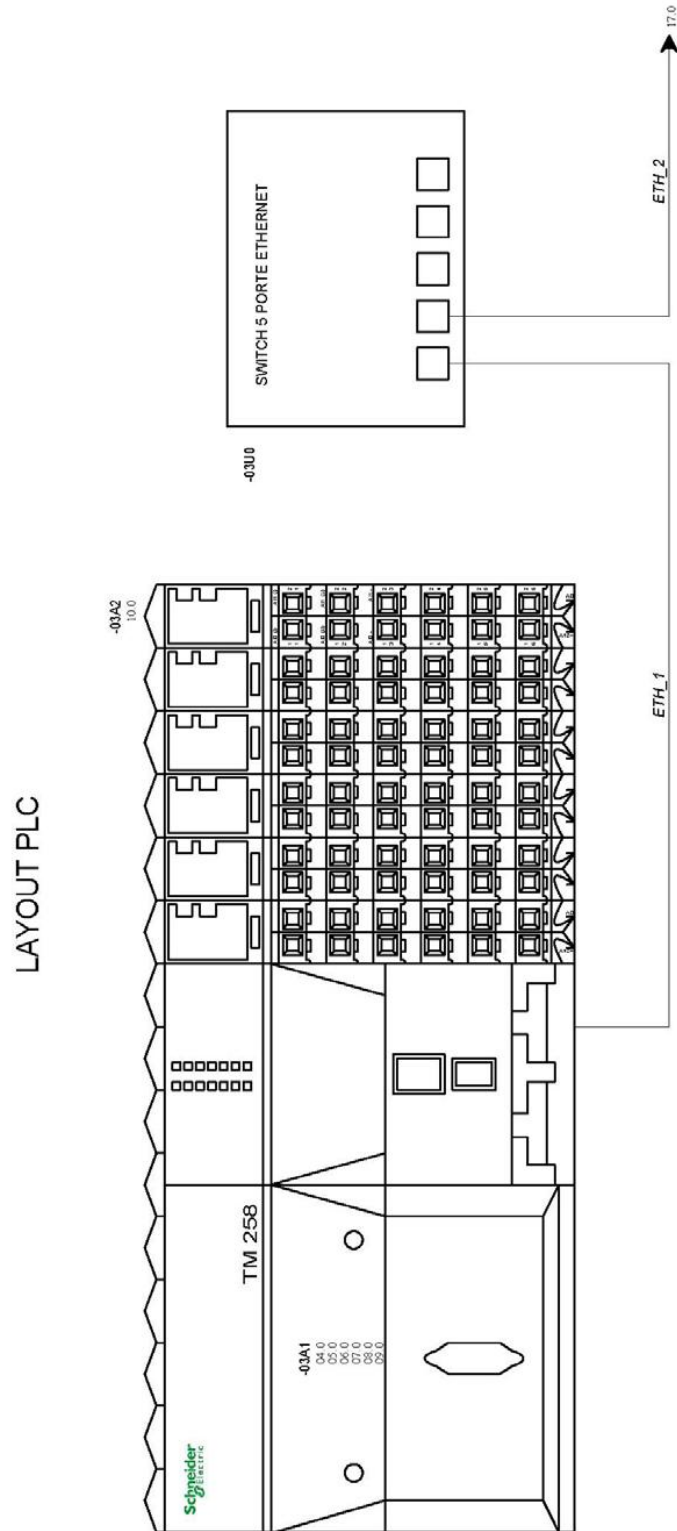 LAYOUT PLC
Schneider
Electric
TM 258
-03A1
04.0
05.0
06.0
07.0
08.0
09.0
-03A2
10.0
-03U0
SWITCH 5 PORTE ETHERNET
ETH_1
ETH_2
17.0